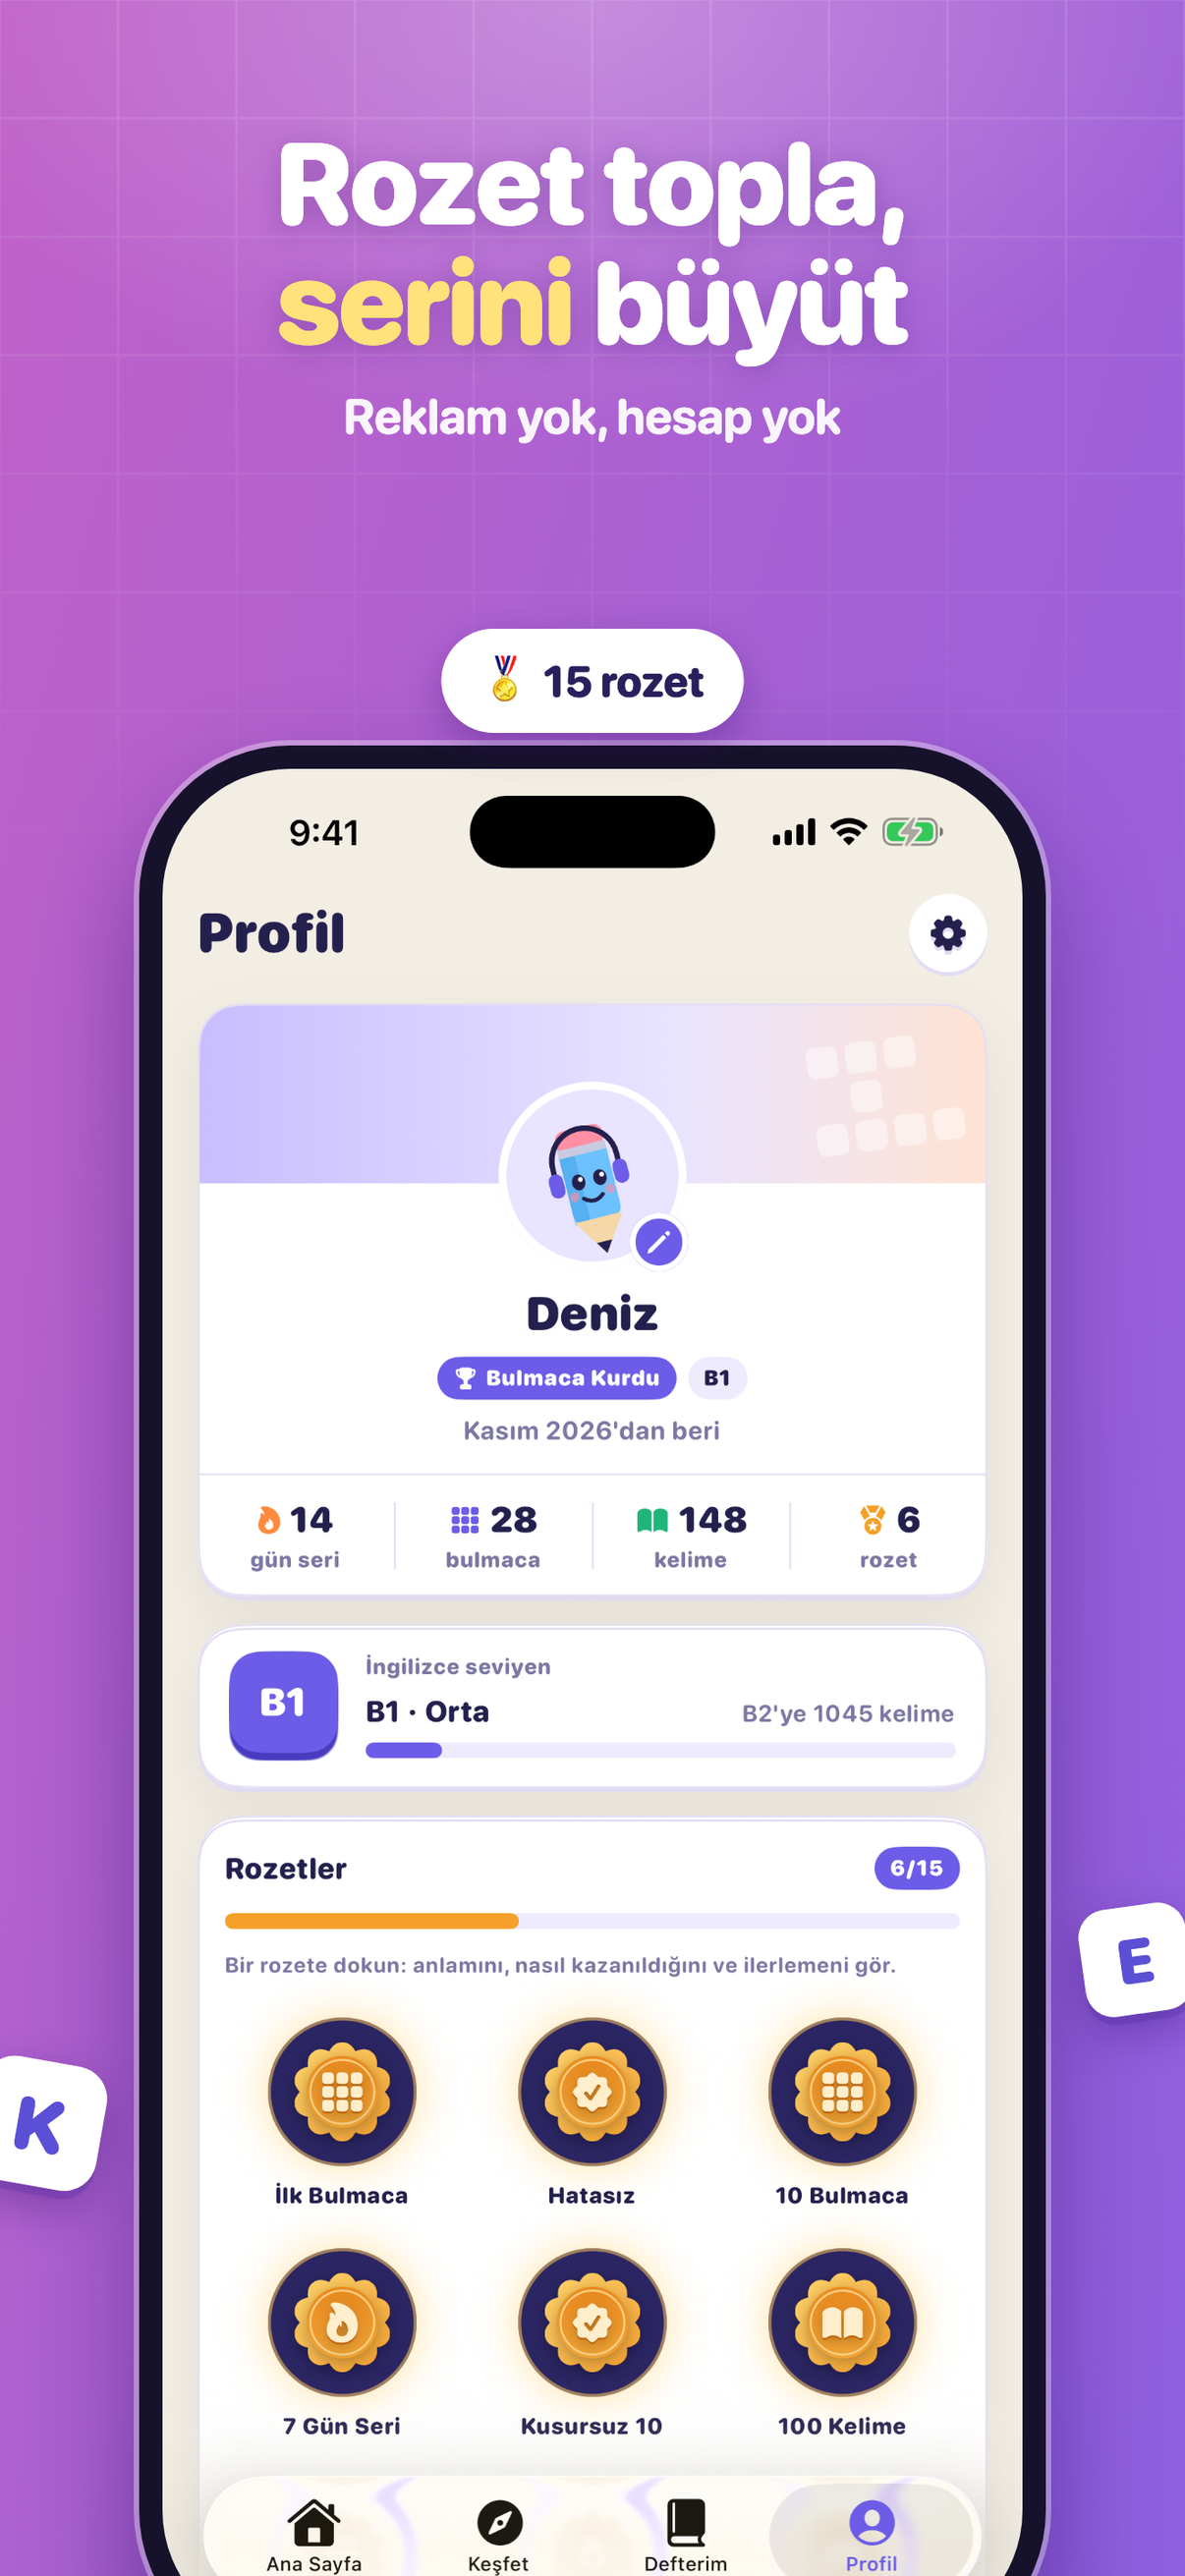 Rozet topla,
serini büyüt
Reklam yok, hesap yok
15 rozet
9:41
Profil
Deniz
Bulmaca Kurdu
B1
Kasım 2026'dan beri
14
gün seri
28
bulmaca
148
kelime
6
rozet
B1
İngilizce seviyen
B1 · Orta
B2'ye 1045 kelime
Rozetler
6/15
Bir rozete dokun: anlamını, nasıl kazanıldığını ve ilerlemeni gör.
E
K
İlk Bulmaca
Hatasız
10 Bulmaca
7 Gün Seri
Kusursuz 10
100 Kelime
Ana Sayfa
Keşfet
Defterim
Profil